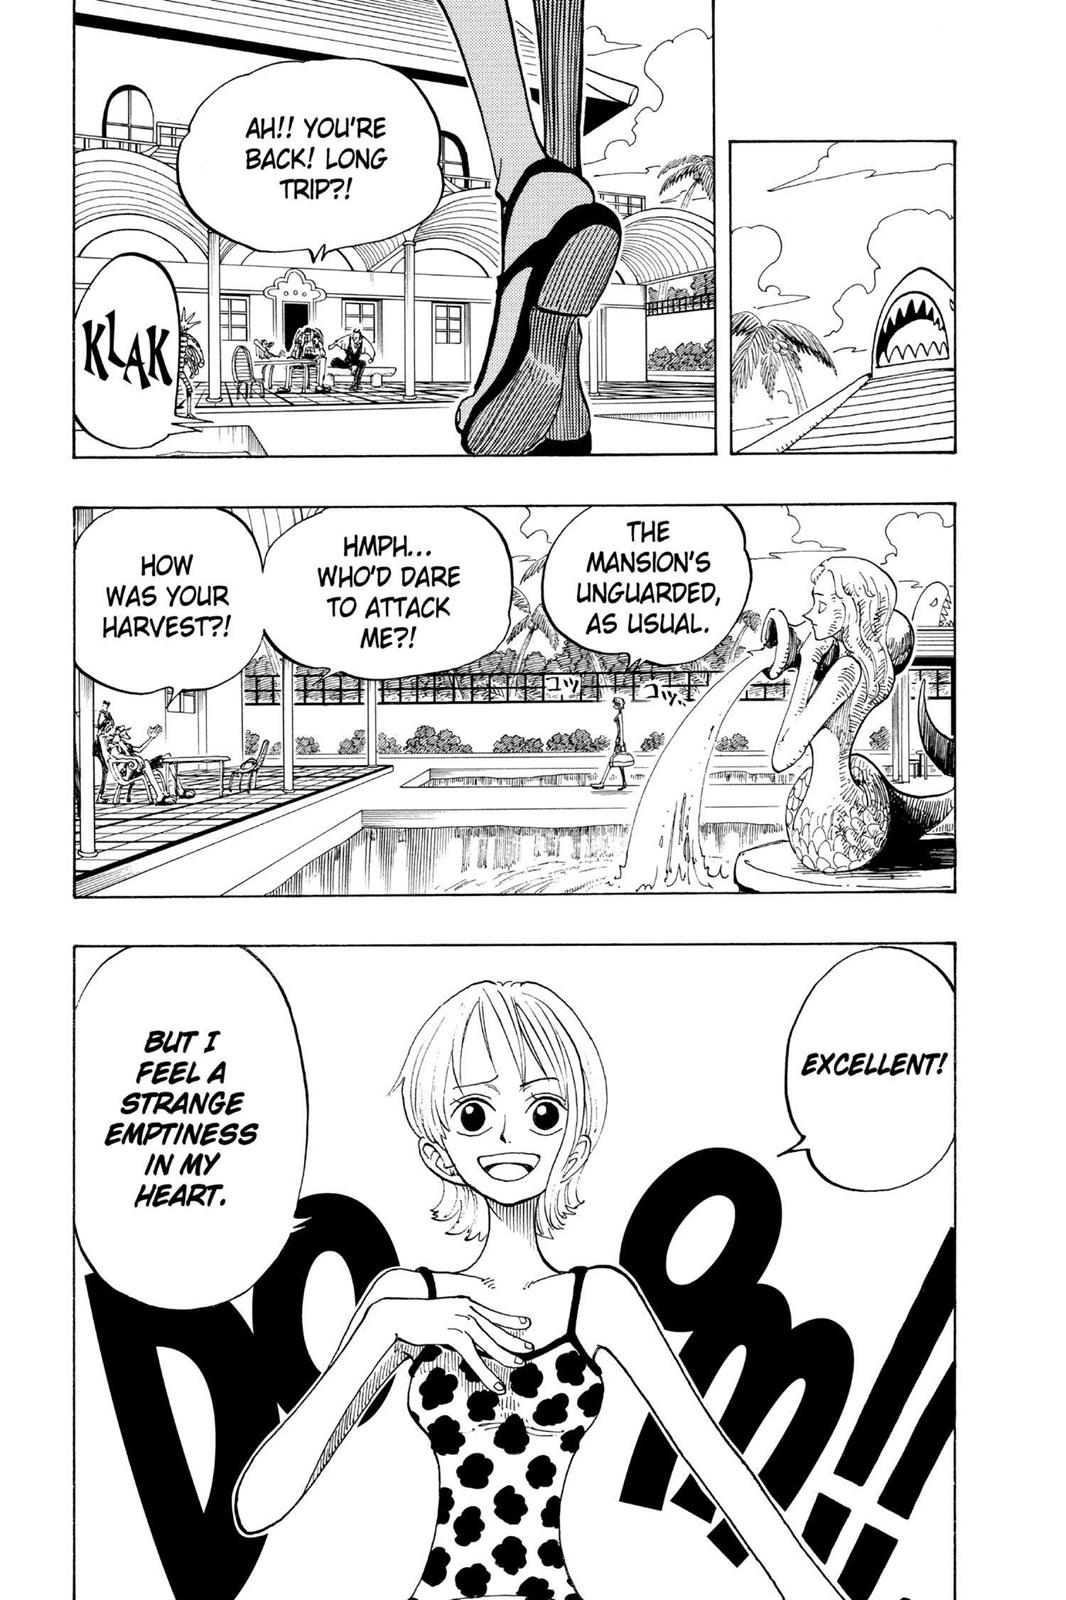 AH!! YOU'RE
BACK! LONG
TRIP?!
KLAK
THE
MANSION'S
UNGUARDED,
AS USUAL.
HMPH...
WHO'D DARE
TO ATTACK
ME?!
HOW
WAS YOUR
HARVEST?!
コツ
コツ
EXCELLENT!
BUT I
FEEL A
STRANGE
EMPTINESS
IN MY
HEART.
DOOM!!